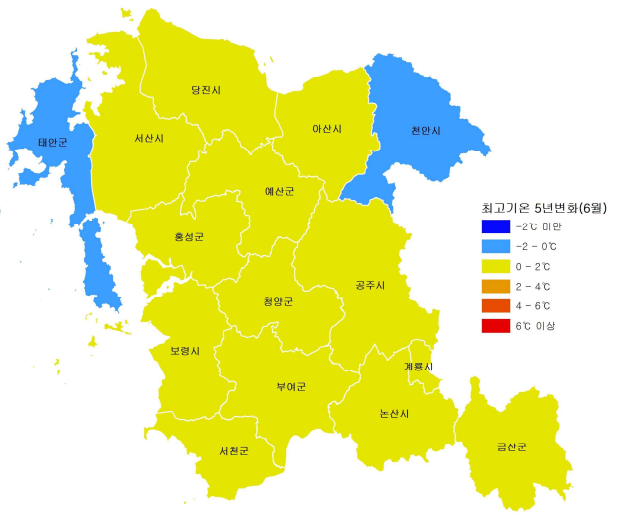 당진시
아산시
천안시
태안군
서산시
예산군
홍성군
공주시
청양군
보령시
계룡시
부여군
논산시
서천군
금산군
최고기온 5년변화(6월)
-2℃ 미만
-2 - 0℃
0 - 2℃
2 - 4℃
4 - 6℃
6℃ 이상